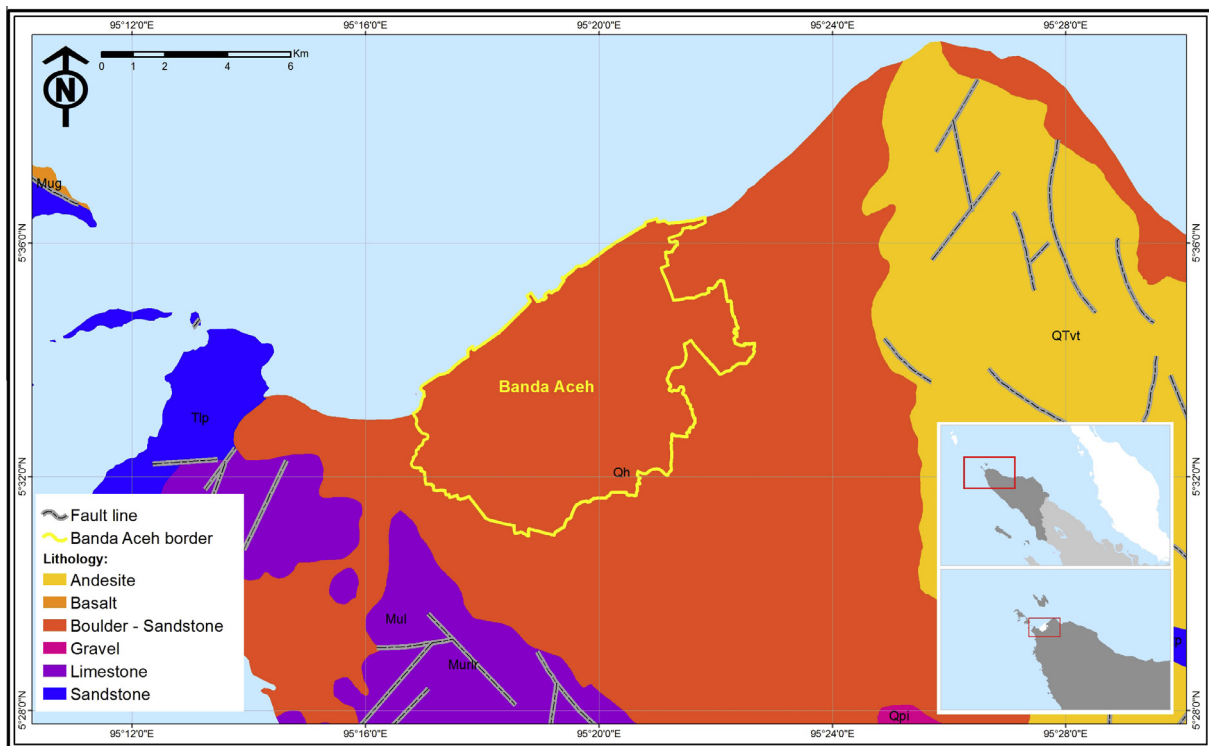 95°12'0"E 95°16'0"E 95°20'0"E 95°24'0"E 95°28'0"E
N
0 1 2 4 6 Km
Mug
5°36'0"N 5°36'0"N
QTvt
Banda Aceh
Tlp
Qh
5°32'0"N 5°32'0"N
Fault line
Banda Aceh border
Lithology:
Andesite
Basalt
Boulder - Sandstone
Gravel
Limestone
Sandstone
Mul
p
5°28'0"N 5°28'0"N
95°12'0"E 95°16'0"E 95°20'0"E 95°24'0"E 95°28'0"E